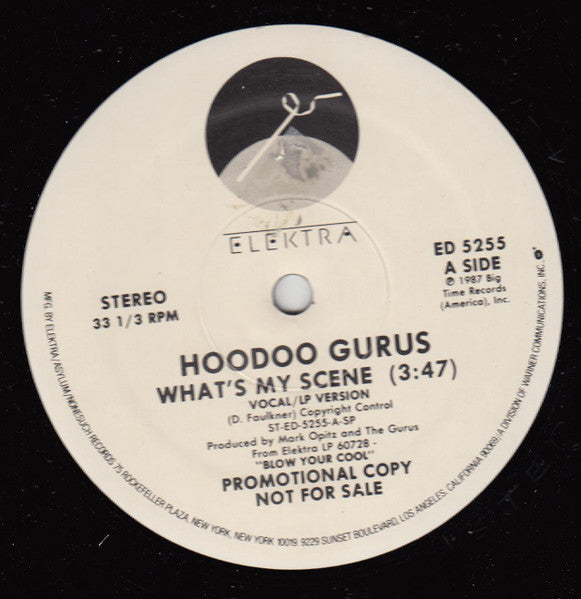 ELEKTRA
STEREO
33 1/3 RPM
ED 5255
A SIDE
℗ 1987 Big
Time Records
(America), Inc.
HOODOO GURUS
WHAT'S MY SCENE (3:47)
VOCAL/LP VERSION
(D. Faulkner) Copyright Control
ST-ED-5255-A-SP
Produced by Mark Opitz and The Gurus
From Elektra LP 60728 -
"BLOW YOUR COOL"
PROMOTIONAL COPY
NOT FOR SALE
MFG. BY ELEKTRA/ASYLUM/NONESUCH RECORDS 75 ROCKEFELLER PLAZA, NEW YORK, NEW YORK 10019. 9229 SUNSET BOULEVARD, LOS ANGELES, CALIFORNIA 90069/A DIVISION OF WARNER COMMUNICATIONS, INC.